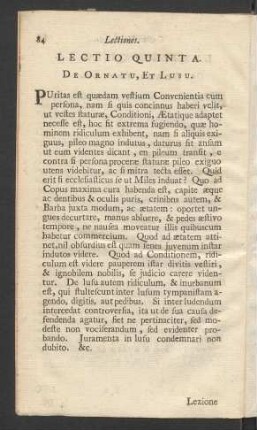 84 Lectiones.
LECTIO QUINTA.
DE ORNATU, ET LUSU.
PUritas est quædam vestium Convenientia cum
persona, nam si quis concinnus haberi velit,
ut vestes staturæ, Conditioni, Ætatique adaptet
necesse est, hoc sit extrema fugiendo, quæ ho-
minem ridiculum exhibent, nam si aliquis exi-
guus, pileo magno indutus, daturus sit ansam
ut eum videntes dicant, en pileum transit, e
contra si persona procere staturæ pileo exiguo
utens videbitur, ac si mitra tecta esset. Quid
erit si ecclesiasticus se ut Miles induat? Quo ad
Copus maxima cura habenda est, capite æque
ac dentibus & oculis puris, crinibus autem, &
Barba juxta modum, ac ætatem: oportet un-
gues decurtare, manus abluere, & pedes æstivo
tempore, ne nausea moveatur illis quibuscum
habetur commercium. Quod ad ætatem atti-
net, nil absurdius est quam senes juvenum instar
indutos videre. Quod ad Conditionem, ridi-
culum est videre pauperem istar divitis vestiri,
& ignobilem nobilis, se judicio carere viden-
tur. De lusu autem ridiculum, & inurbanum
est, qui stultescunt inter lusum tympanistam a-
gendo, digitis, aut pedibus. Si inter ludendum
intercedat controversia, ita ut de sua causa de-
fendenda agatur, fiet ne pertinaciter, sed mo-
deste non vociferandum, sed evidenter pro-
bando. Juramenta in lusu condemnari non
dubito. &c.
Lezione